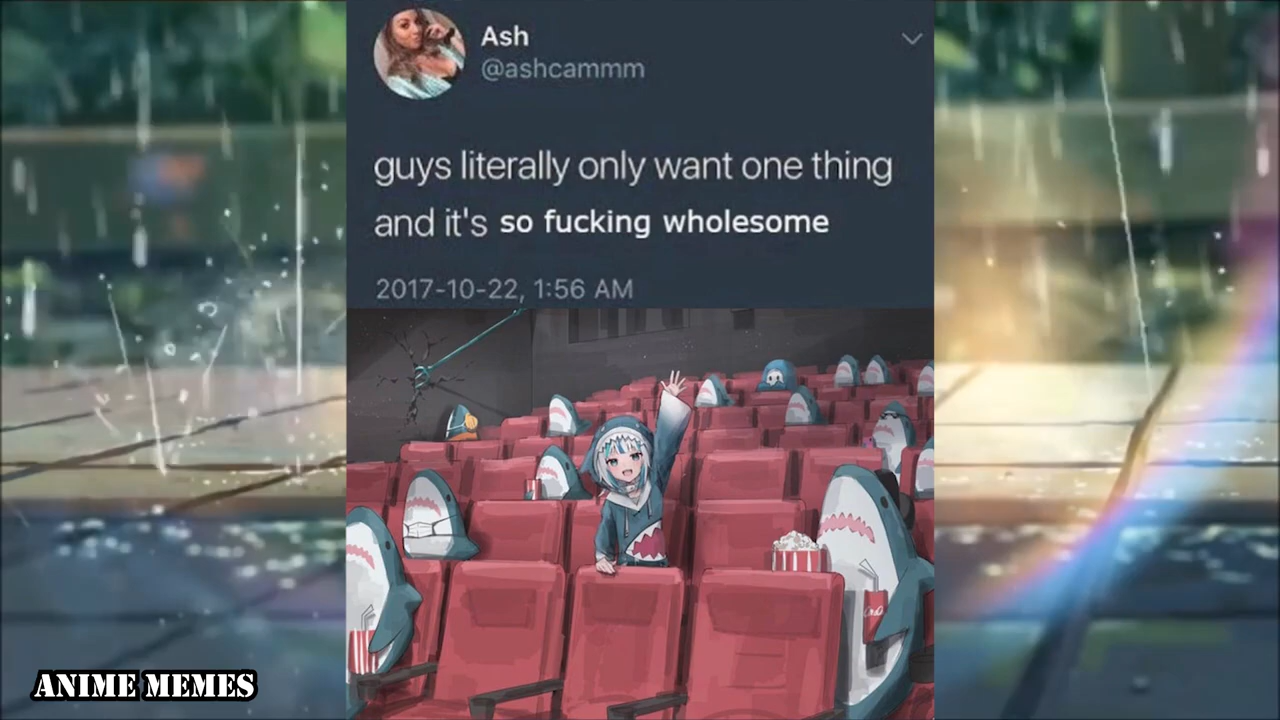 Ash
@ashcammm
guys literally only want one thing
and it's so fucking wholesome
2017-10-22, 1:56 AM
ANIME MEMES